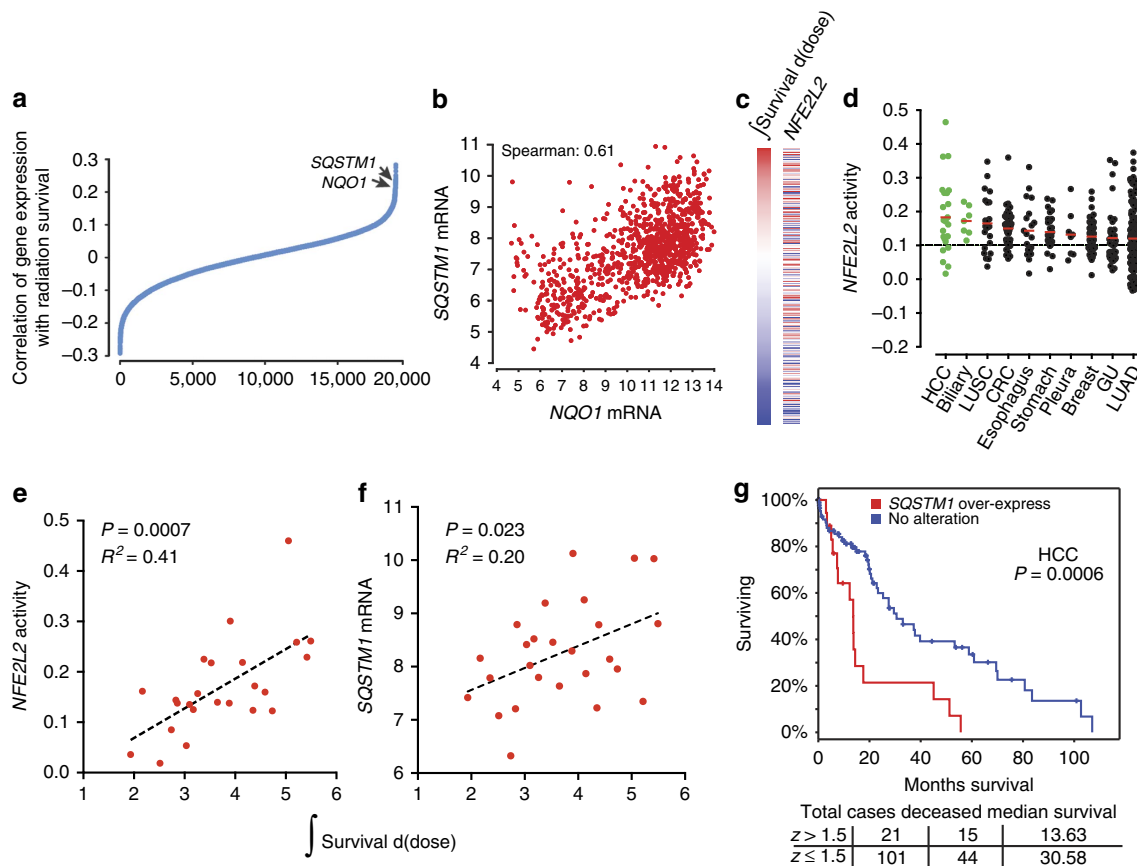 a
Correlation of gene expression
with radiation survival
0.3
0.2
0.1
0
−0.1
−0.2
−0.3
SQSTM1
NQO1
0
5,000
10,000
15,000
20,000
b
SQSTM1 mRNA
11
10
9
8
7
6
5
4
Spearman: 0.61
4 5 6 7 8 9 10 11 12 13 14
NQO1 mRNA
c
∫Survival d(dose)
NFE2L2
d
NFE2L2 activity
0.5
0.4
0.3
0.2
0.1
0.0
−0.1
−0.2
HCC
Biliary
LUSC
CRC
Esophagus
Stomach
Pleura
Breast
GU
LUAD
e
NFE2L2 activity
0.5
0.4
0.3
0.2
0.1
0.0
P = 0.0007
R² = 0.41
1 2 3 4 5 6
f
SQSTM1 mRNA
11
10
9
8
7
6
P = 0.023
R² = 0.20
1 2 3 4 5 6
∫ Survival d(dose)
g
Surviving
100%
80%
60%
40%
20%
0%
SQSTM1 over-express
No alteration
HCC
P = 0.0006
0 20 40 60 80 100
Months survival
Total cases deceased median survival
z > 1.5 21 15 13.63
z ≤ 1.5 101 44 30.58